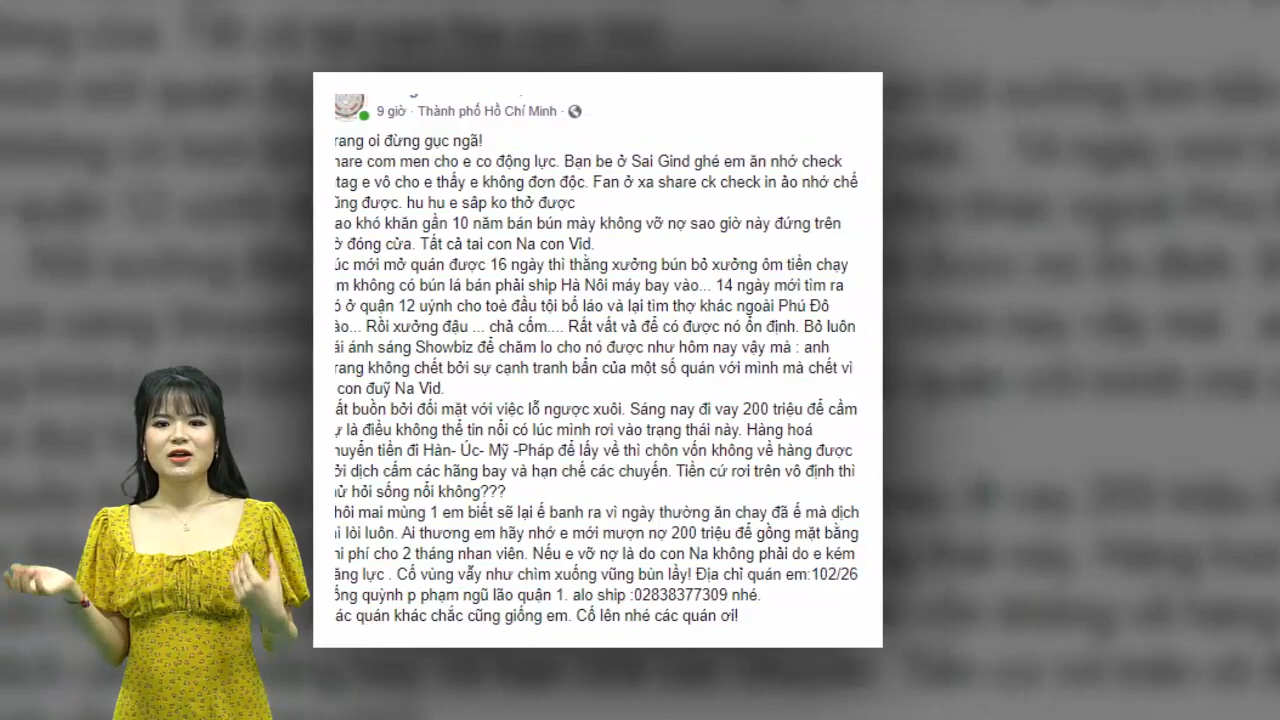 9 giờ · Thành phố Hồ Chí Minh ·
rang oi đừng gục ngã!
hare com men cho e co động lực. Bạn be ở Sai Gind ghé em ăn nhớ check
tag e vô cho e thấy e không đơn độc. Fan ở xa share ck check in ảo nhớ chế
ũng được. hu hu e sâp ko thở được
ao khó khăn gần 10 năm bán bún mày không vỡ nợ sao giờ này đứng trên
ờ đóng cửa. Tất cả tai con Na con Vid.
úc mới mở quán được 16 ngày thì thằng xưởng bún bỏ xưởng ôm tiền chạy
m không có bún lá bán phải ship Hà Nôi máy bay vào... 14 ngày mới tìm ra
ó ở quận 12 uýnh cho toè đầu tội bố láo và lại tìm thợ khác ngoài Phú Đô
ào... Rồi xưởng đậu ... chả cốm.... Rất vất vả để có được nó ổn định. Bỏ luôn
ái ánh sáng Showbiz để chăm lo cho nó được như hôm nay vậy mà : anh
rang không chết bởi sự cạnh tranh bẩn của một số quán với mình mà chết vì
con đuỹ Na Vid.
ất buồn bởi đối mặt với việc lỗ ngược xuôi. Sáng nay đi vay 200 triệu để cầm
ự là điều không thể tin nổi có lúc mình rơi vào trạng thái này. Hàng hoá
huyển tiền đi Hàn- Úc- Mỹ -Pháp để lấy về thì chôn vốn không về hàng được
ởi dịch cấm các hãng bay và hạn chế các chuyến. Tiền cứ rơi trên vô định thì
hử hỏi sống nổi không???
hôi mai mùng 1 em biết sẽ lại ế banh ra vì ngày thường ăn chay đã ế mà dịch
ì lòi luôn. Ai thương em hãy nhớ e mới mượn nợ 200 triệu để gồng mặt bằng
hi phí cho 2 tháng nhan viên. Nếu e vỡ nợ là do con Na không phải do e kém
ăng lực . Cố vùng vẫy như chìm xuống vũng bùn lầy! Địa chỉ quán em:102/26
ống quỳnh p phạm ngũ lão quận 1. alo ship :02838377309 nhé.
ác quán khác chắc cũng giống em. Cố lên nhé các quán ơi!